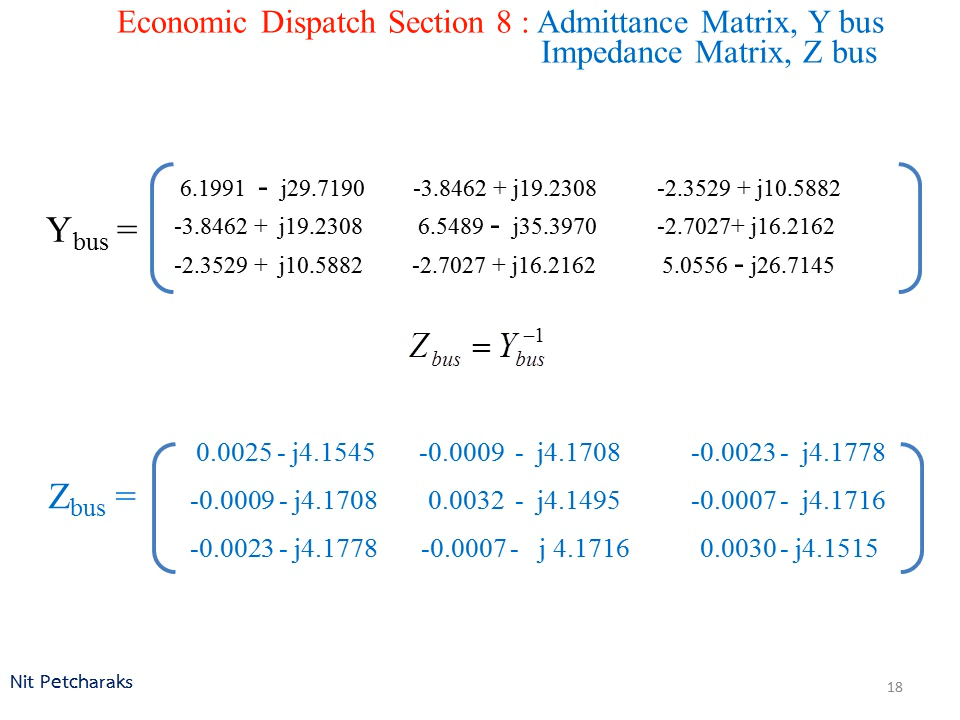 Economic Dispatch Section 8 : Admittance Matrix, Y bus
Impedance Matrix, Z bus
6.1991 - j29.7190 -3.8462 + j19.2308 -2.3529 + j10.5882
Ybus = -3.8462 + j19.2308 6.5489 - j35.3970 -2.7027+ j16.2162
-2.3529 + j10.5882 -2.7027 + j16.2162 5.0556 - j26.7145
Z bus = Y bus −1
0.0025 - j4.1545 -0.0009 - j4.1708 -0.0023 - j4.1778
Zbus = -0.0009 - j4.1708 0.0032 - j4.1495 -0.0007 - j4.1716
-0.0023 - j4.1778 -0.0007 - j 4.1716 0.0030 - j4.1515
Nit Petcharaks
18